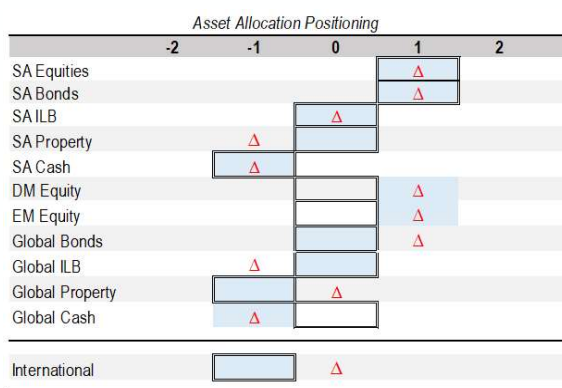 Asset Allocation Positioning
-2 -1 0 1 2
SA Equities Δ
SA Bonds Δ
SA ILB Δ
SA Property Δ
SA Cash Δ
DM Equity Δ
EM Equity Δ
Global Bonds Δ
Global ILB Δ
Global Property Δ
Global Cash Δ
International Δ